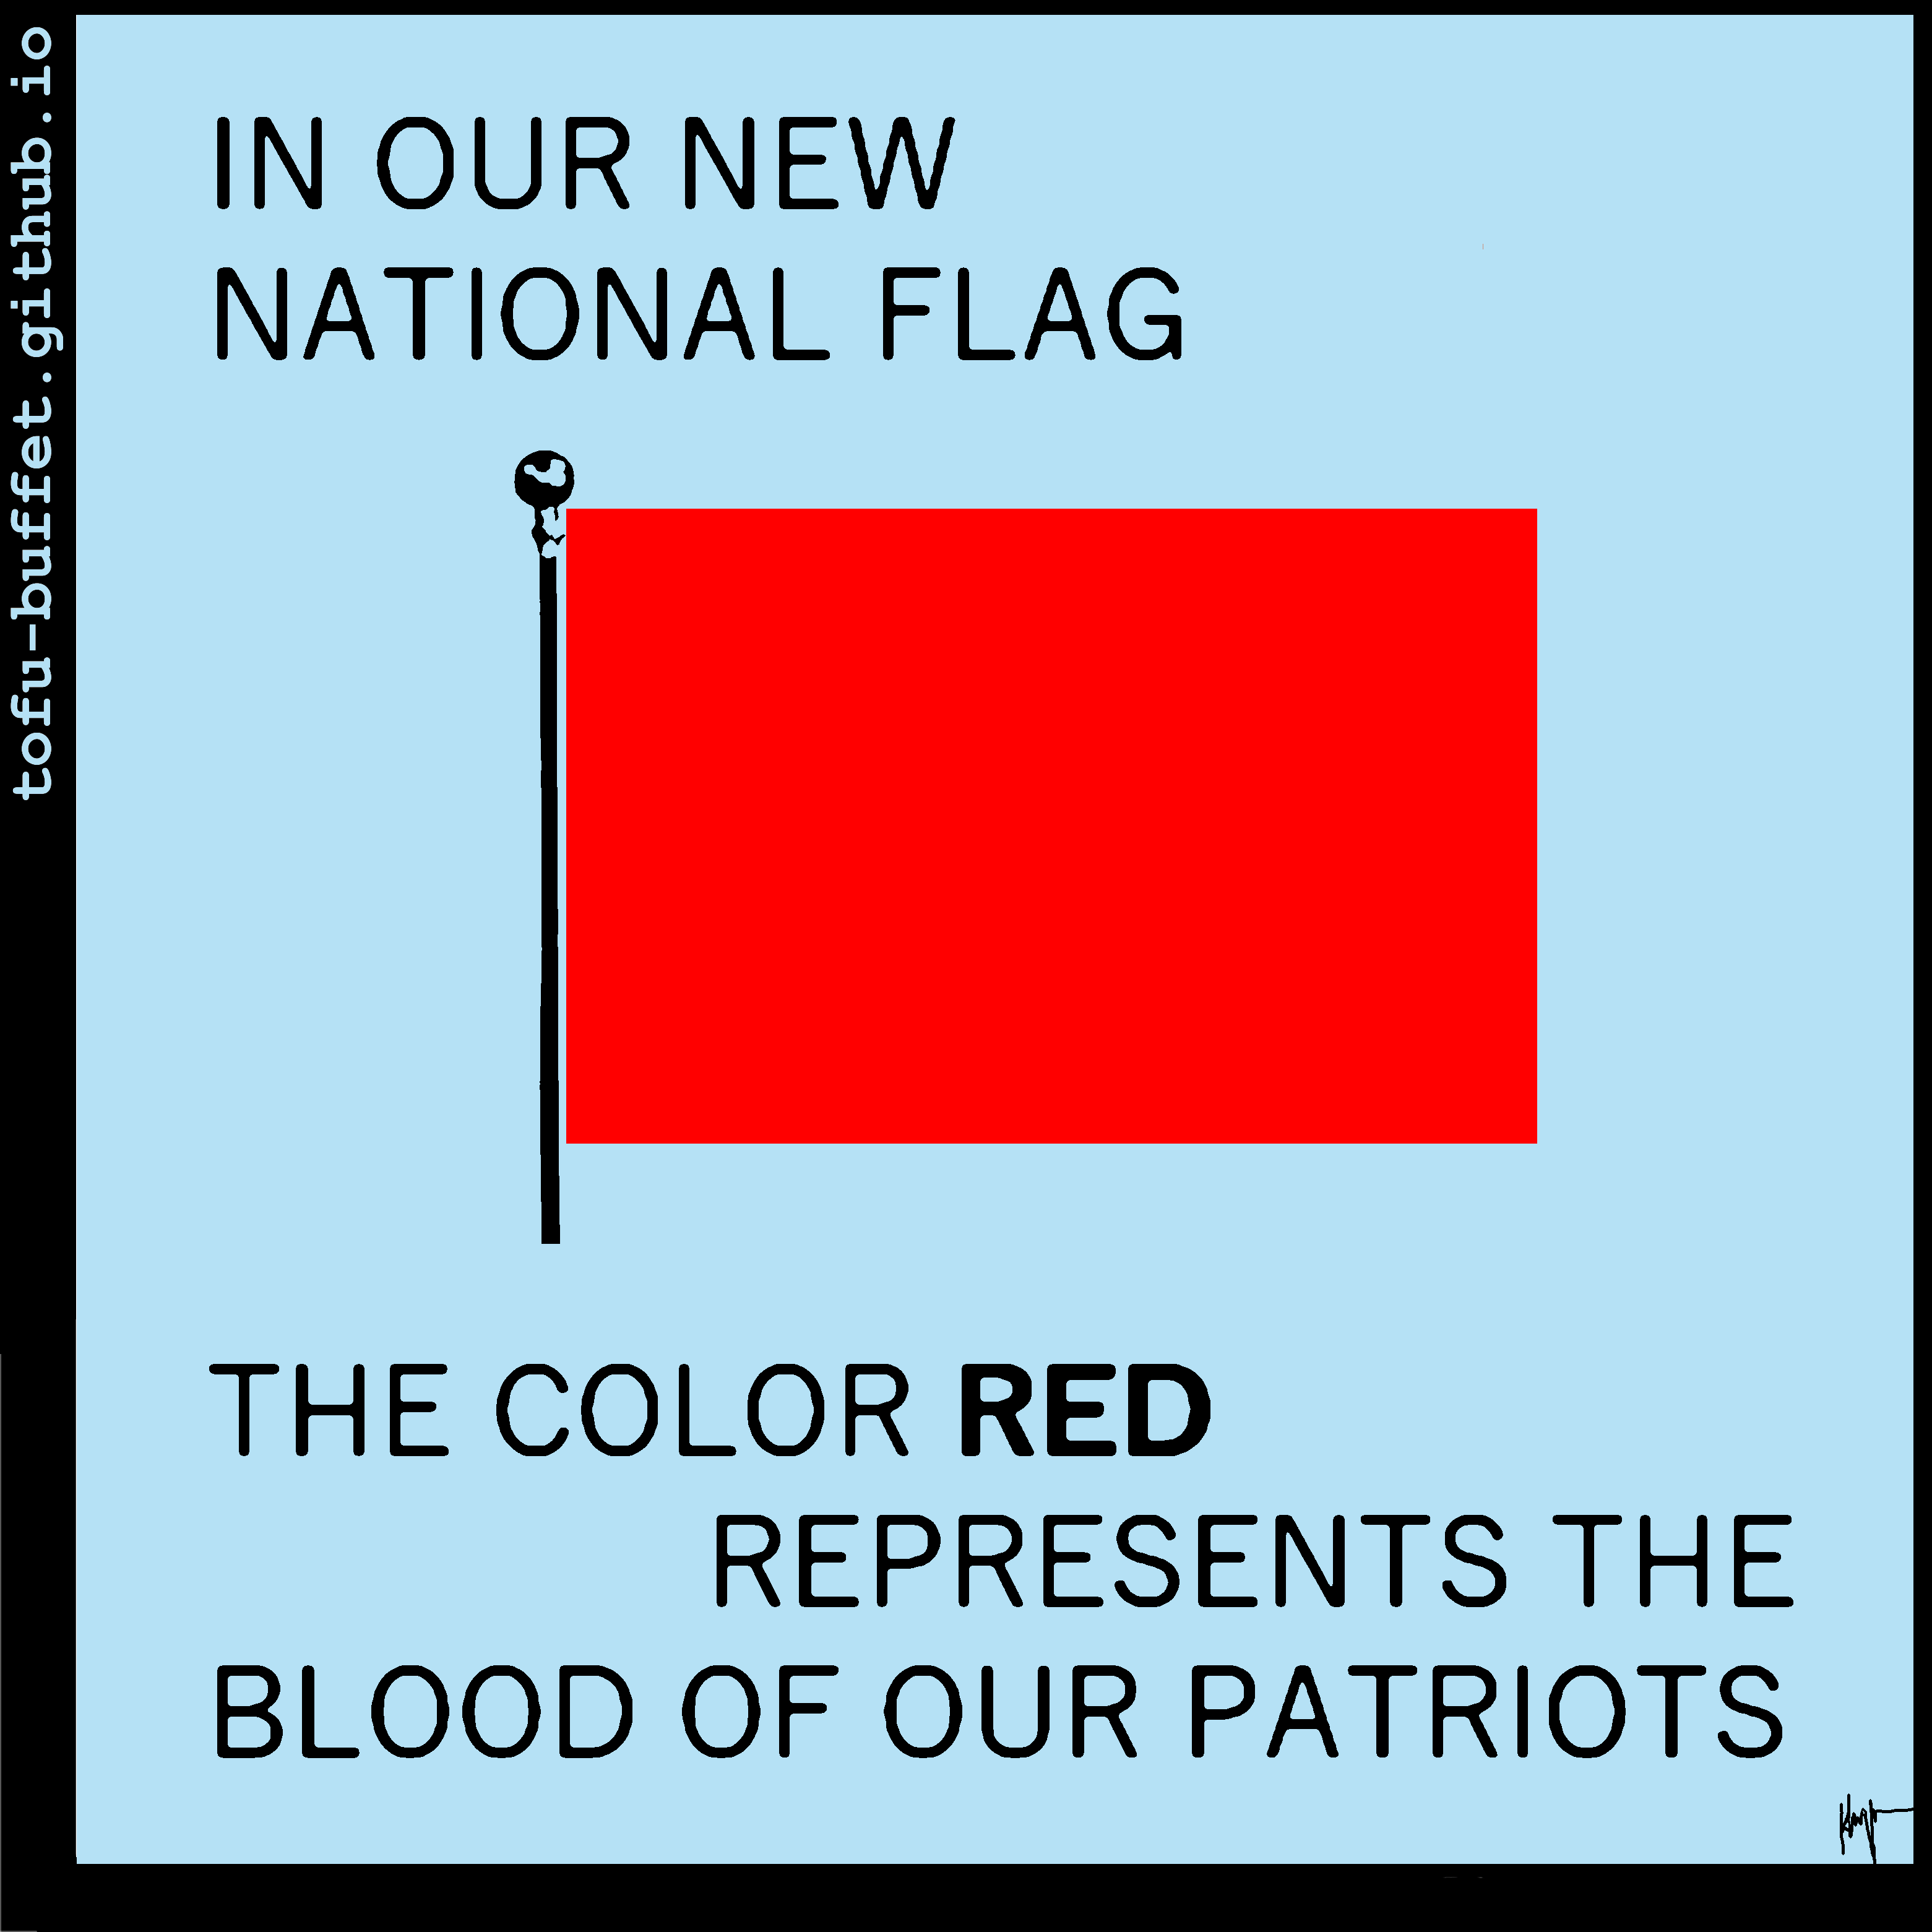 tofu-buffet.github.io
IN OUR NEW
NATIONAL FLAG
THE COLOR RED
REPRESENTS THE
BLOOD OF OUR PATRIOTS